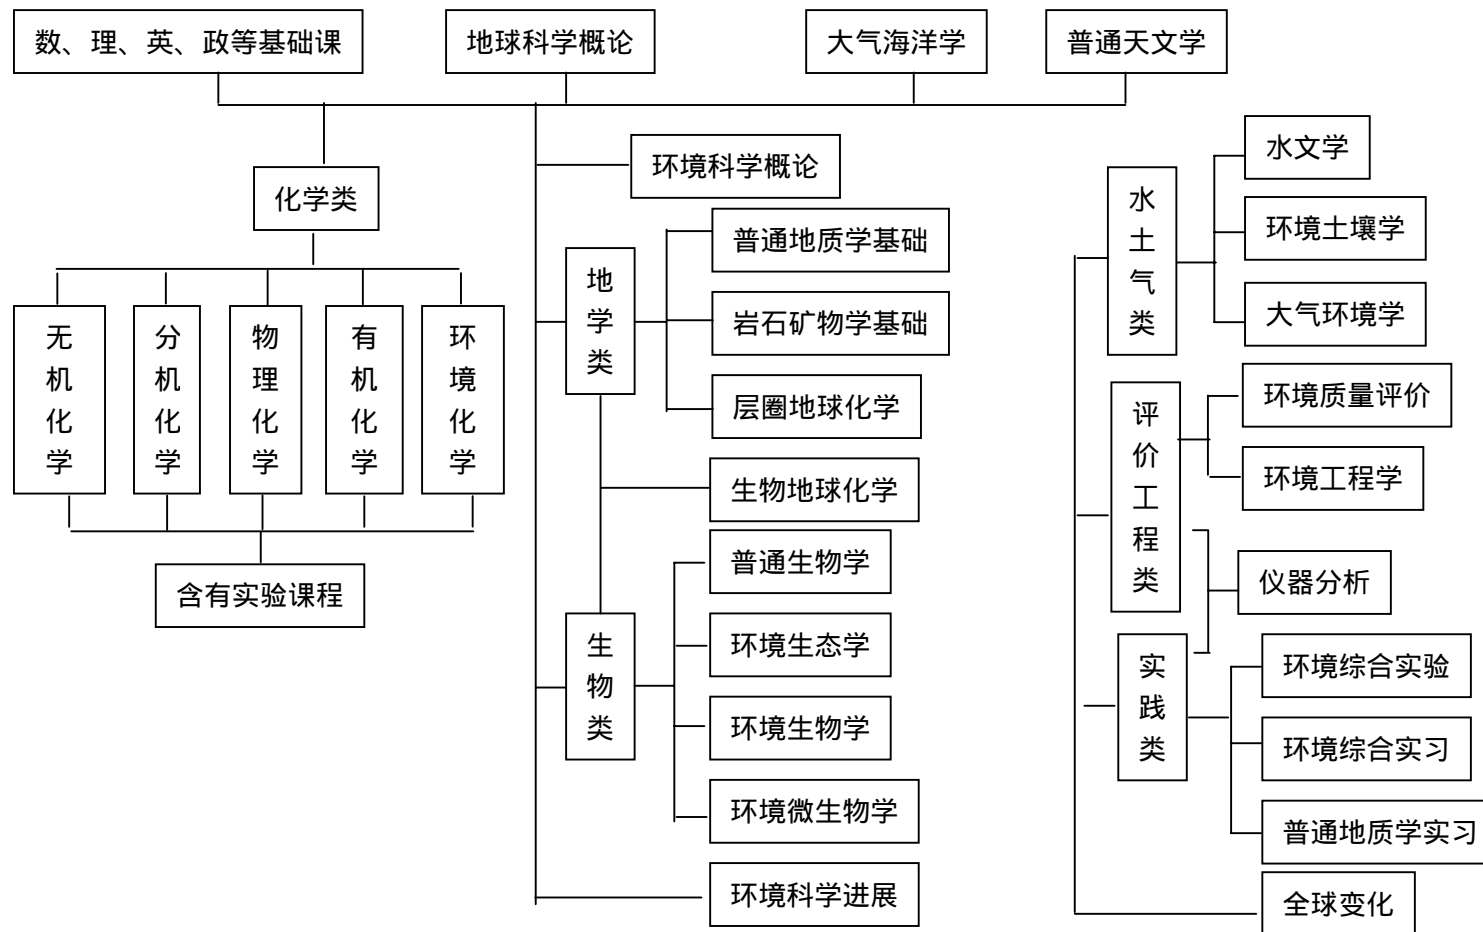 数、理、英、政等基础课
地球科学概论
大气海洋学
普通天文学
化学类
无机化学
分机化学
物理化学
有机化学
环境化学
含有实验课程
环境科学概论
地学类
普通地质学基础
岩石矿物学基础
层圈地球化学
生物地球化学
生物类
普通生物学
环境生态学
环境生物学
环境微生物学
环境科学进展
水土气类
水文学
环境土壤学
大气环境学
评价工程类
环境质量评价
环境工程学
仪器分析
实践类
环境综合实验
环境综合实习
普通地质学实习
全球变化